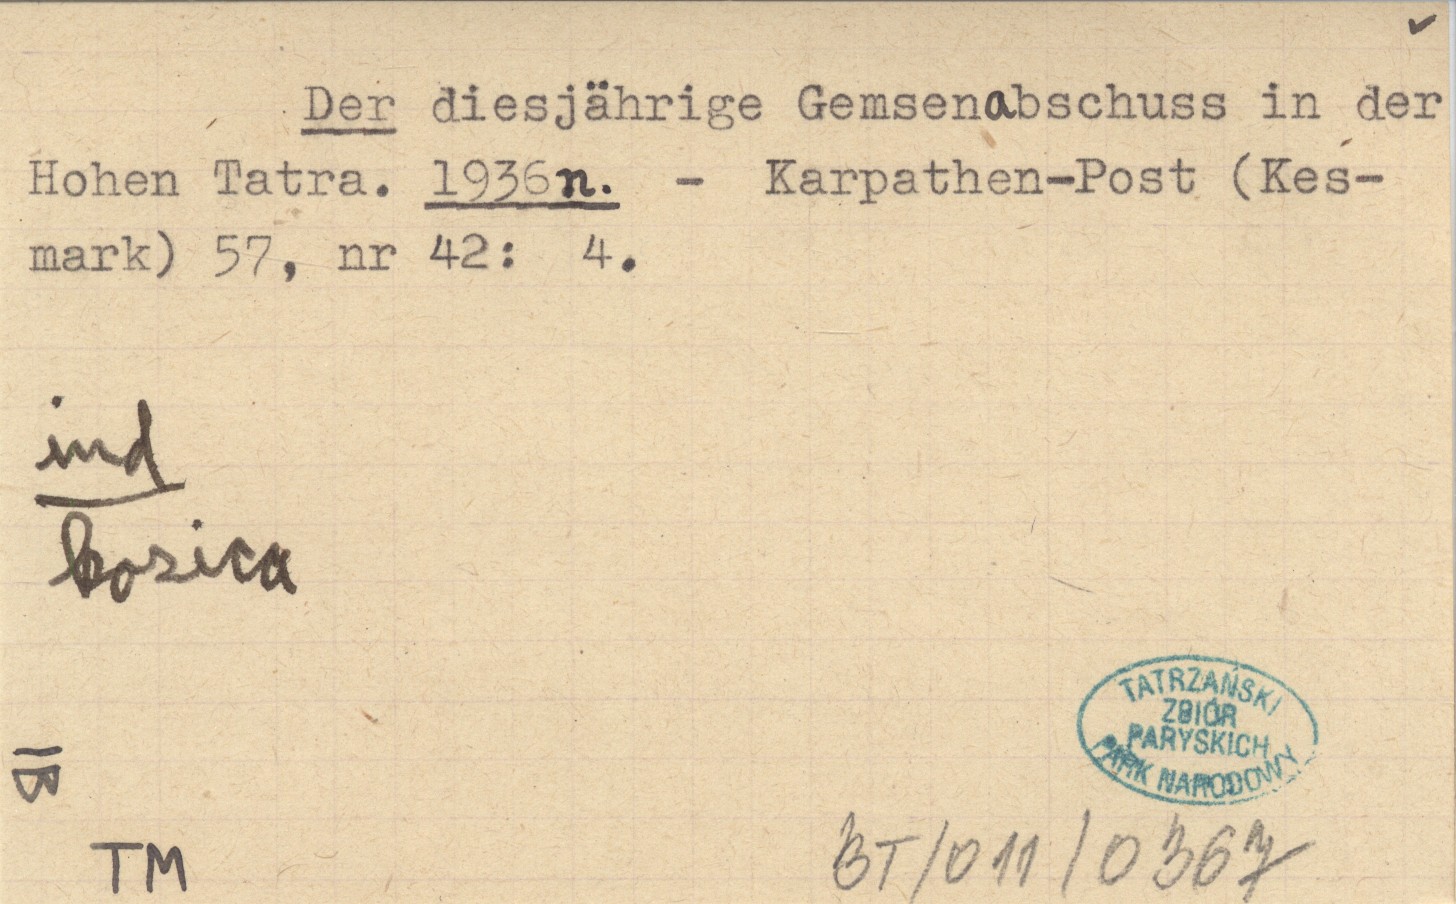 ✓
Der diesjährige Gemsenabschuss in der
Hohen Tatra. 1936n. - Karpathen-Post (Kes-
mark) 57, nr 42: 4.
ind
kozica
TATRZAŃSKI
ZBIÓR
PARYSKICH
PARK NARODOWY
TM
BT/011/0367